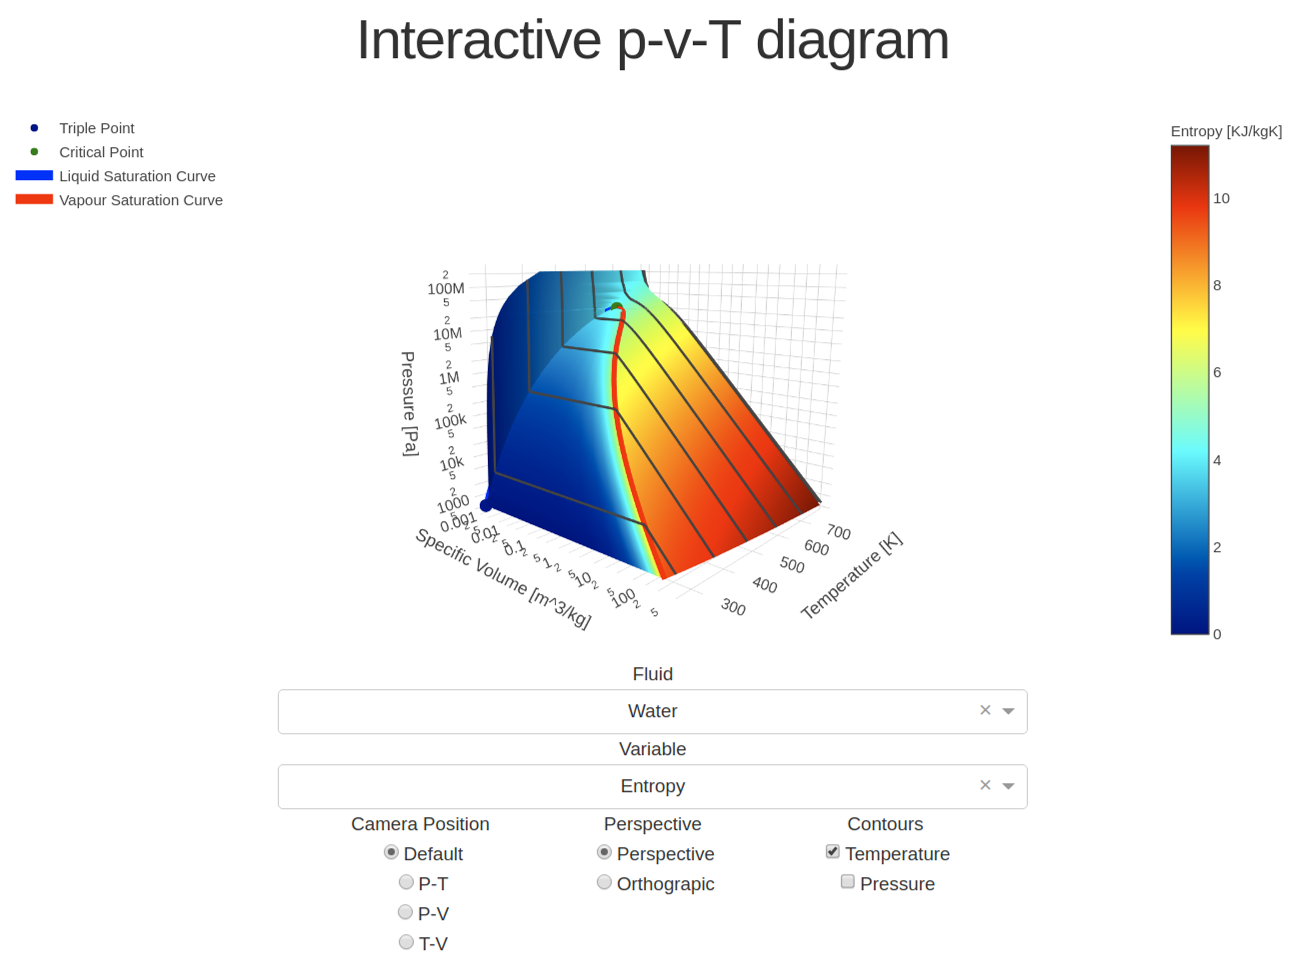 Interactive p-v-T diagram
Triple Point
Critical Point
Liquid Saturation Curve
Vapour Saturation Curve
Entropy [KJ/kgK]
10
8
6
4
2
0
2
100M
5
2
10M
5
2
1M
5
2
100k
5
2
10k
5
2
1000
5
Pressure [Pa]
0.001
2
5
0.01
2
5
0.1
2
5
1
2
5
10
2
5
100
2
5
Specific Volume [m^3/kg]
300
400
500
600
700
Temperature [K]
Fluid
Water
Variable
Entropy
Camera Position
Default
P-T
P-V
T-V
Perspective
Perspective
Orthograpic
Contours
Temperature
Pressure